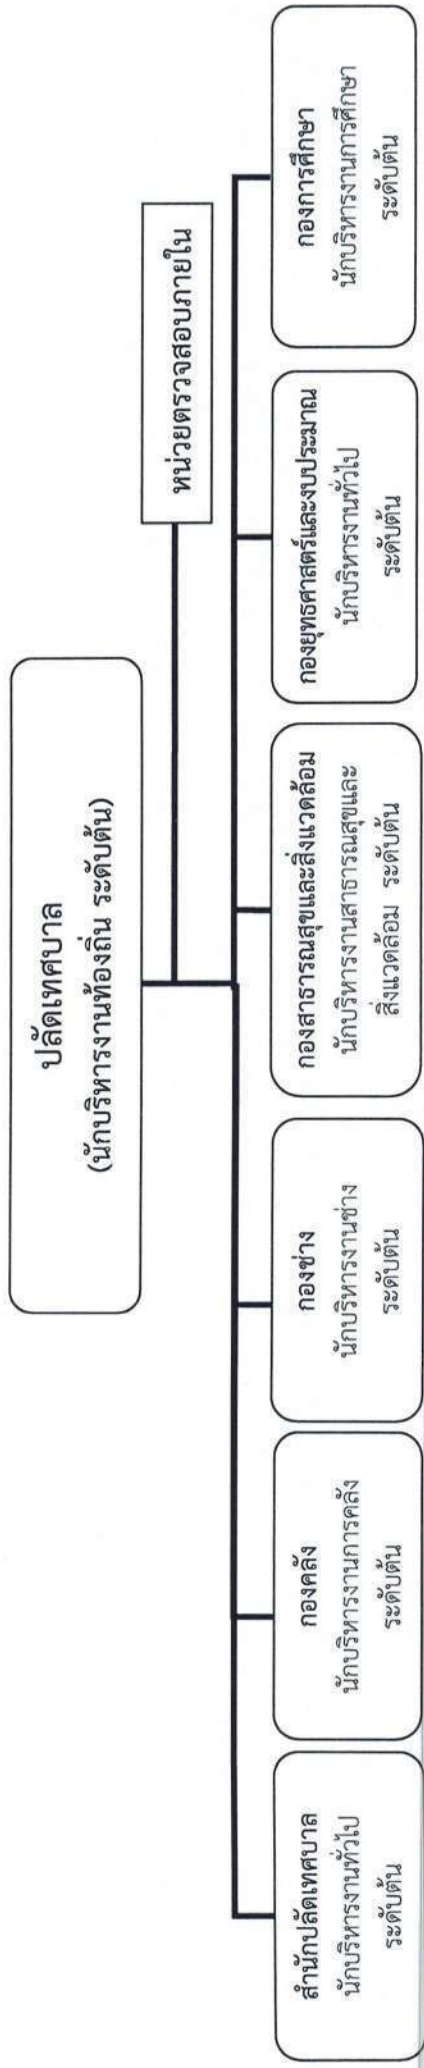 ปลัดเทศบาล
(นักบริหารงานท้องถิ่น ระดับต้น)
หน่วยตรวจสอบภายใน
สำนักปลัดเทศบาล
นักบริหารงานทั่วไป
ระดับต้น
กองคลัง
นักบริหารงานการคลัง
ระดับต้น
กองช่าง
นักบริหารงานช่าง
ระดับต้น
กองสาธารณสุขและสิ่งแวดล้อม
นักบริหารงานสาธารณสุขและ
สิ่งแวดล้อม ระดับต้น
กองยุทธศาสตร์และงบประมาณ
นักบริหารงานทั่วไป
ระดับต้น
กองการศึกษา
นักบริหารงานการศึกษา
ระดับต้น